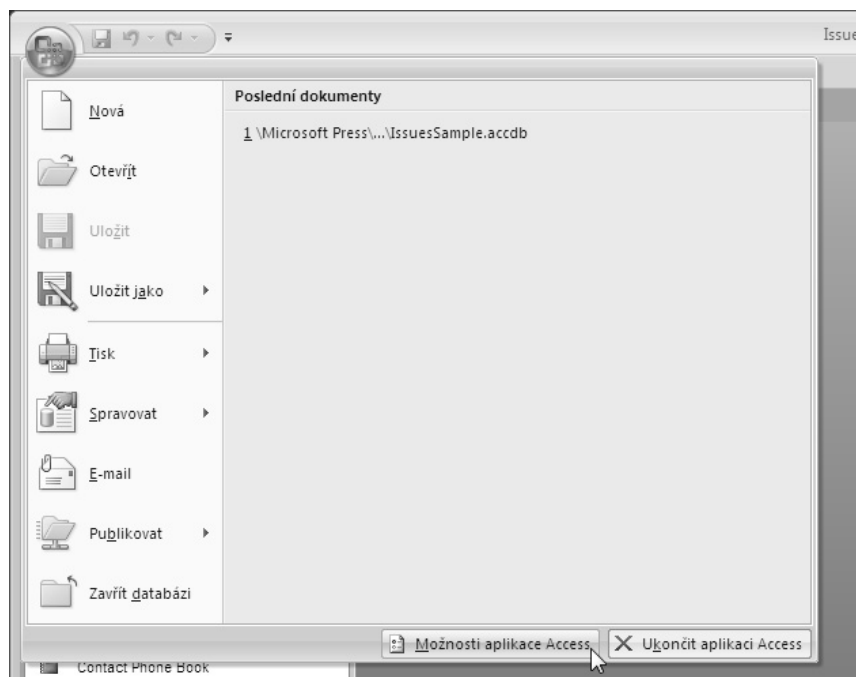 Issue
Poslední dokumenty
1 \Microsoft Press\...\IssuesSample.accdb
Nová
Otevřít
Uložit
Uložit jako
Tisk
Spravovat
E-mail
Publikovat
Zavřít databázi
Možnosti aplikace Access
Ukončit aplikaci Access
Contact Phone Book